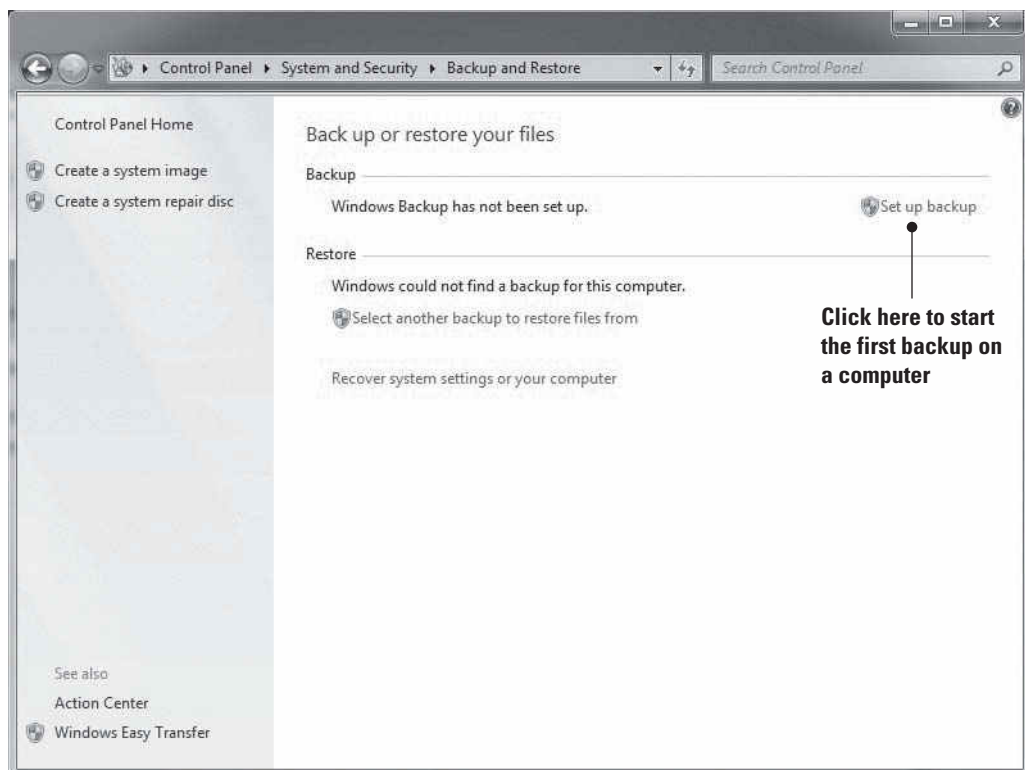 Control Panel
System and Security
Backup and Restore
Search Control Panel
Control Panel Home
Create a system image
Create a system repair disc
Back up or restore your files
Backup
Windows Backup has not been set up.
Set up backup
Restore
Windows could not find a backup for this computer.
Select another backup to restore files from
Recover system settings or your computer
Click here to start
the first backup on
a computer
See also
Action Center
Windows Easy Transfer